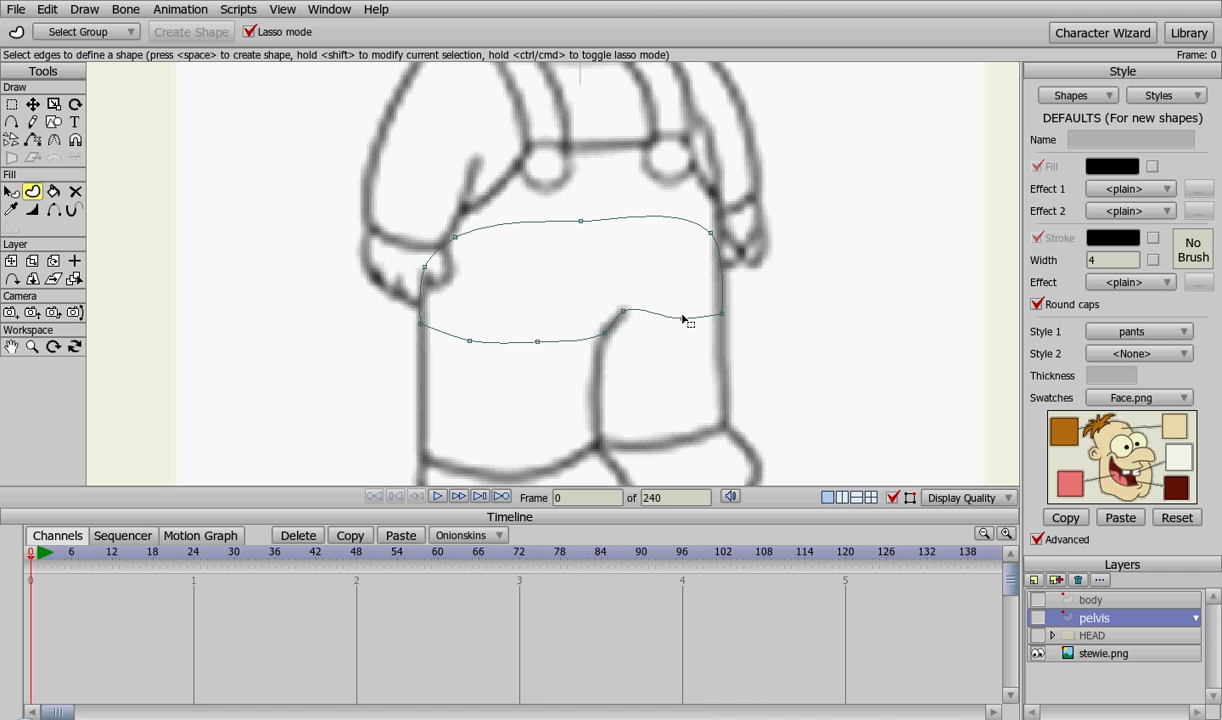 File Edit Draw Bone Animation Scripts View Window Help
Select Group Create Shape Lasso mode Character Wizard Library
Select edges to define a shape (press <space> to create shape, hold <shift> to modify current selection, hold <ctrl/cmd> to toggle lasso mode) Frame: 0
Tools
Draw
T
Fill
Layer
Camera
Workspace
Style
Shapes Styles
DEFAULTS (For new shapes)
Name
Fill
Effect 1 <plain> ...
Effect 2 <plain> ...
Stroke No Brush
Width 4
Effect <plain> ...
Round caps
Style 1 pants
Style 2 <None>
Thickness
Swatches Face.png
Copy Paste Reset
Advanced
Frame 0 of 240 Display Quality
Timeline
Channels Sequencer Motion Graph Delete Copy Paste Onionskins
0 6 12 18 24 30 36 42 48 54 60 66 72 78 84 90 96 102 108 114 120 126 132 138
0 1 2 3 4 5
Layers
...
body
pelvis
HEAD
stewie.png